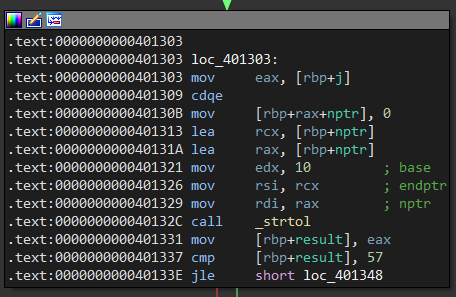 .text:0000000000401303
.text:0000000000401303 loc_401303:
.text:0000000000401303 mov eax, [rbp+j]
.text:0000000000401309 cdqe
.text:000000000040130B mov [rbp+rax+nptr], 0
.text:0000000000401313 lea rcx, [rbp+nptr]
.text:000000000040131A lea rax, [rbp+nptr]
.text:0000000000401321 mov edx, 10 ; base
.text:0000000000401326 mov rsi, rcx ; endptr
.text:0000000000401329 mov rdi, rax ; nptr
.text:000000000040132C call _strtol
.text:0000000000401331 mov [rbp+result], eax
.text:0000000000401337 cmp [rbp+result], 57
.text:000000000040133E jle short loc_401348